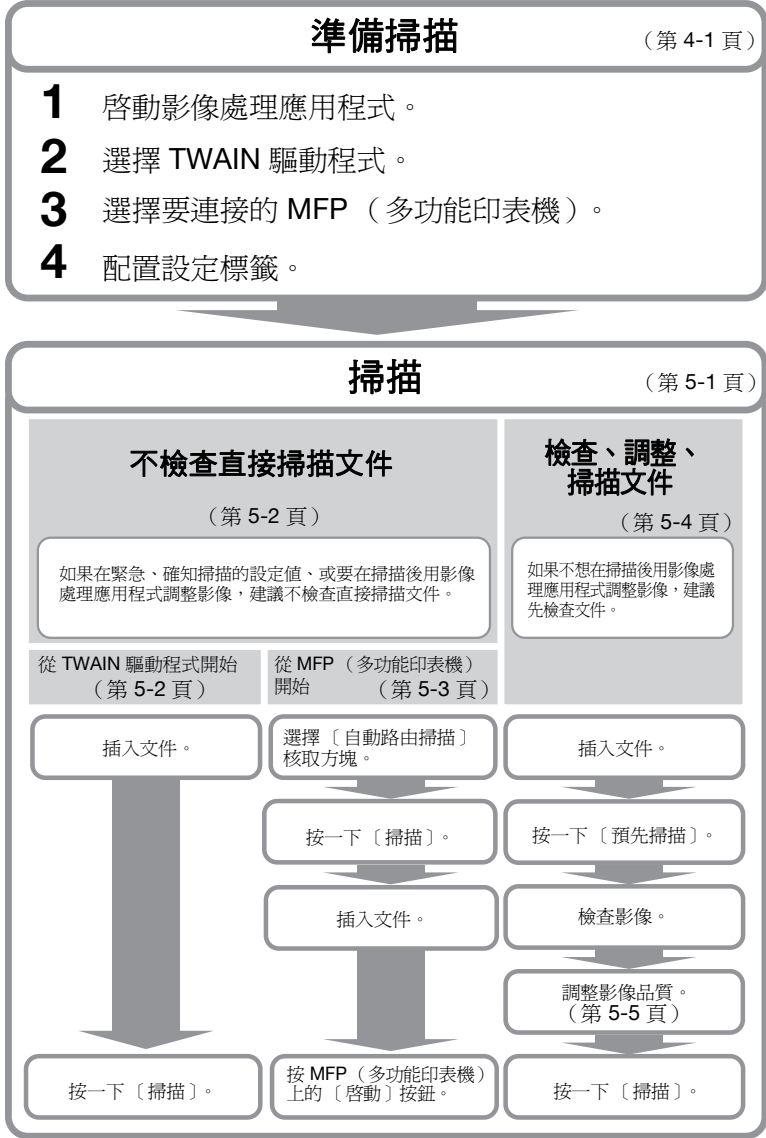 準備掃描 （第 4-1 頁）
1 啓動影像處理應用程式。
2 選擇 TWAIN 驅動程式。
3 選擇要連接的 MFP （多功能印表機）。
4 配置設定標籤。
掃描 （第 5-1 頁）
不檢查直接掃描文件
（第 5-2 頁）
如果在緊急、確知掃描的設定值、或要在掃描後用影像
處理應用程式調整影像，建議不檢查直接掃描文件。
從 TWAIN 驅動程式開始
（第 5-2 頁）
插入文件。
按一下〔掃描〕。
從 MFP （多功能印表機）
開始 （第 5-3 頁）
選擇〔自動路由掃描〕
核取方塊。
按一下〔掃描〕。
插入文件。
按 MFP （多功能印表機）
上的〔啓動〕按鈕。
檢查、調整、
掃描文件
（第 5-4 頁）
如果不想在掃描後用影像處
理應用程式調整影像，建議
先檢查文件。
插入文件。
按一下〔預先掃描〕。
檢查影像。
調整影像品質。
（第 5-5 頁）
按一下〔掃描〕。